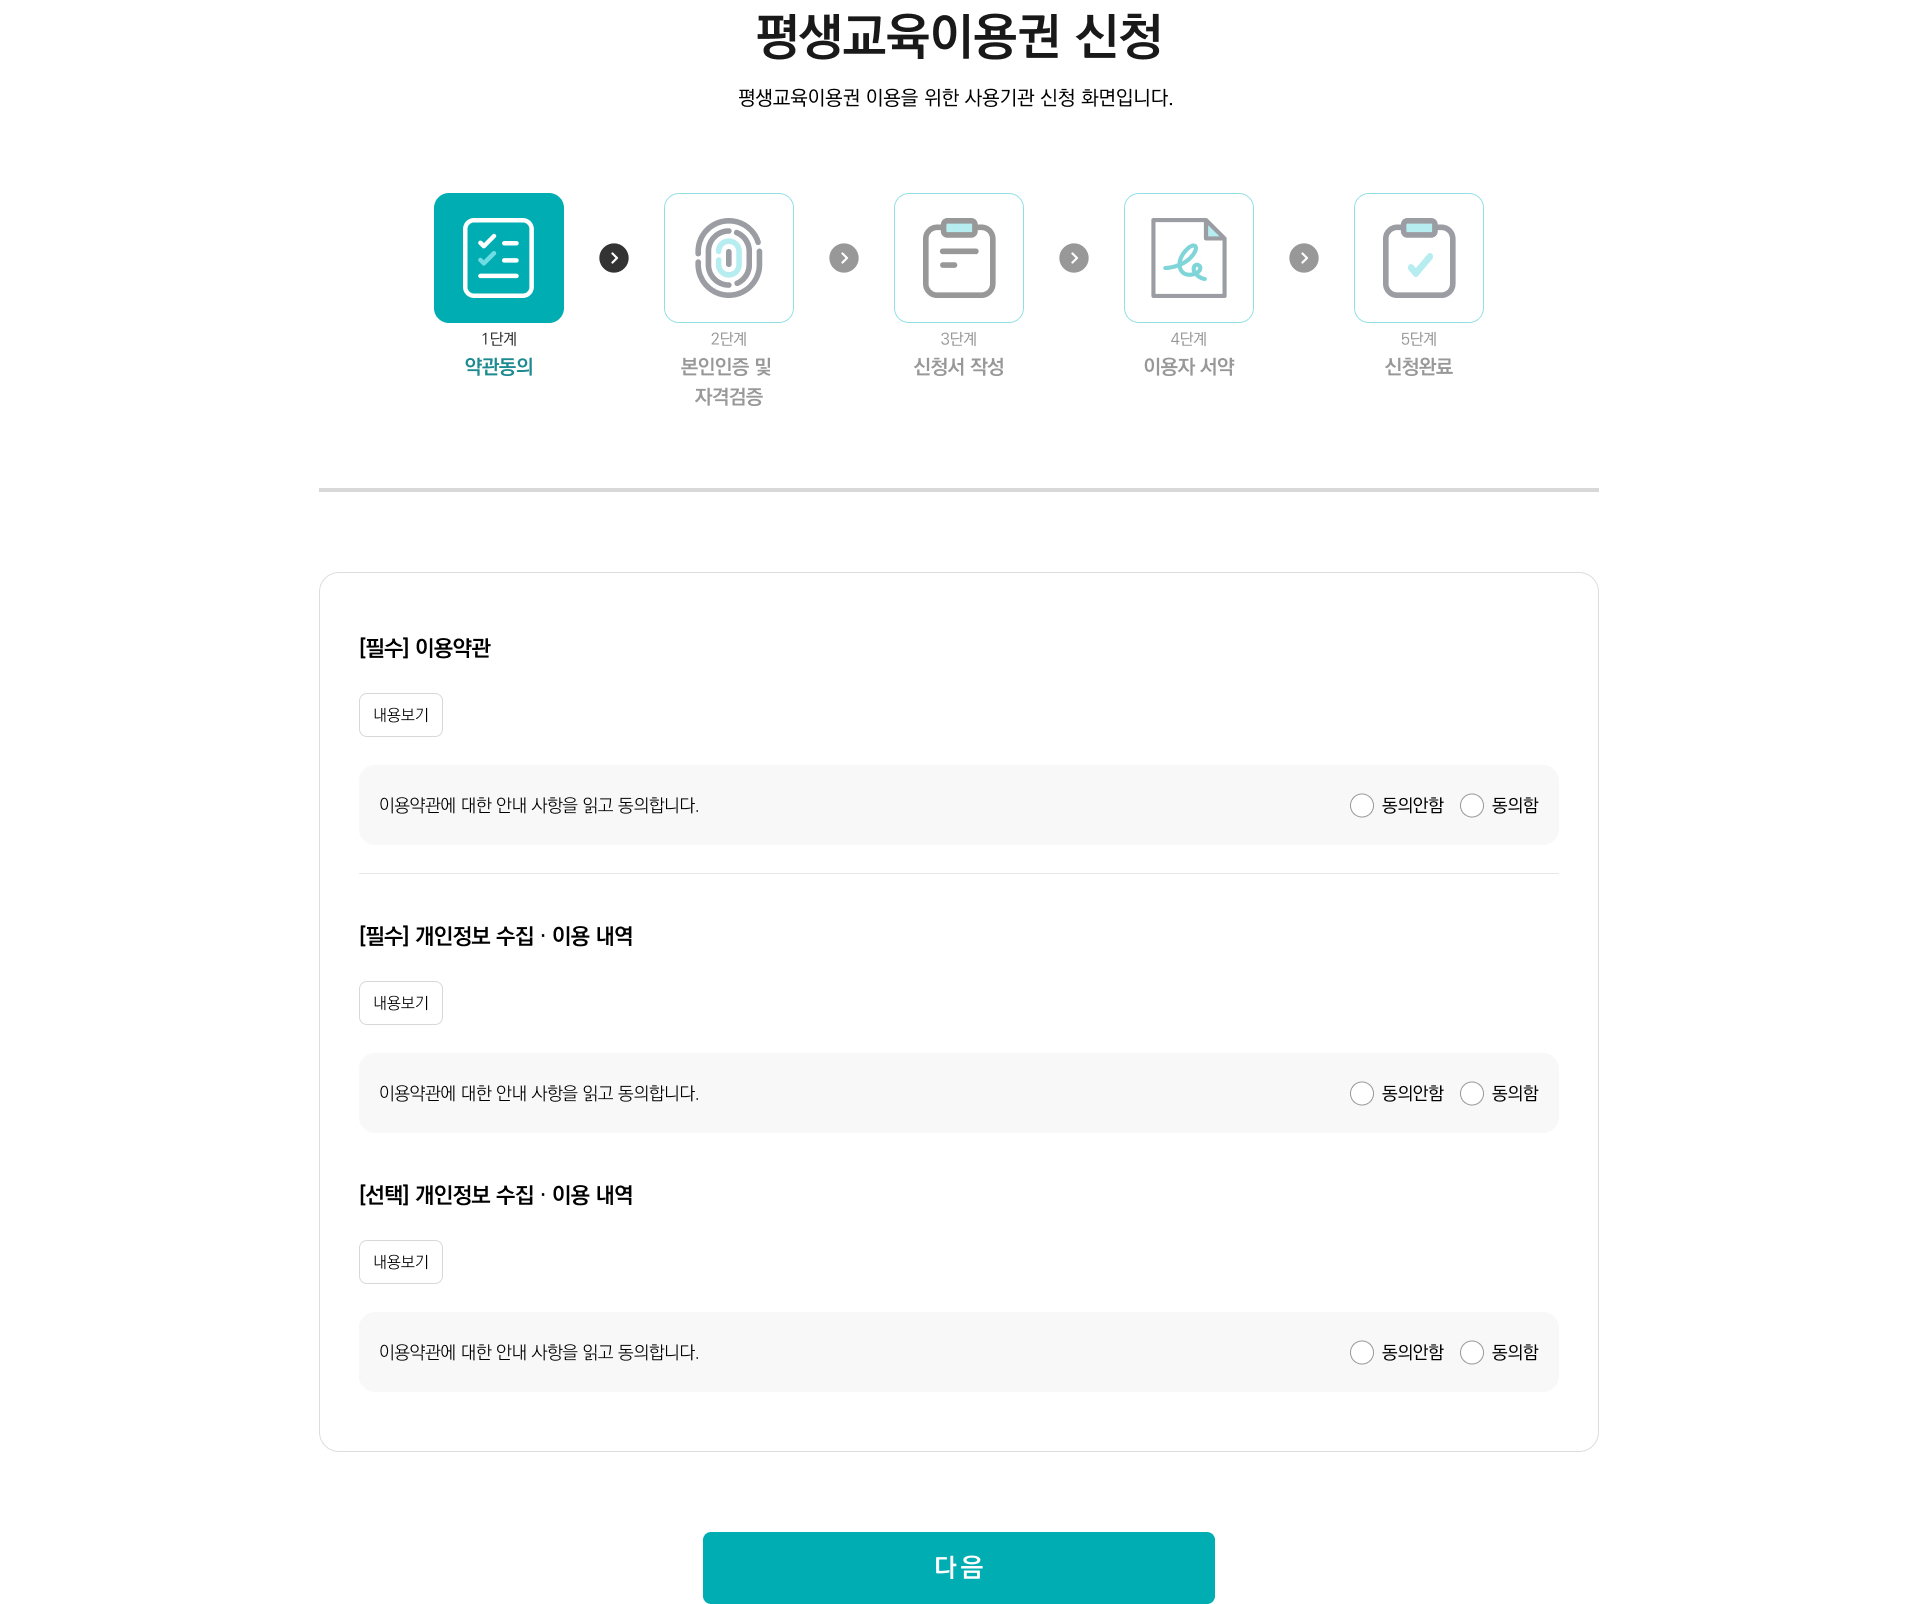 평생교육이용권 신청
평생교육이용권 이용을 위한 사용기관 신청 화면입니다.
1단계
약관동의
2단계
본인인증 및
자격검증
3단계
신청서 작성
4단계
이용자 서약
5단계
신청완료
[필수] 이용약관
내용보기
이용약관에 대한 안내 사항을 읽고 동의합니다.
동의안함 동의함
[필수] 개인정보 수집 · 이용 내역
내용보기
이용약관에 대한 안내 사항을 읽고 동의합니다.
동의안함 동의함
[선택] 개인정보 수집 · 이용 내역
내용보기
이용약관에 대한 안내 사항을 읽고 동의합니다.
동의안함 동의함
다음